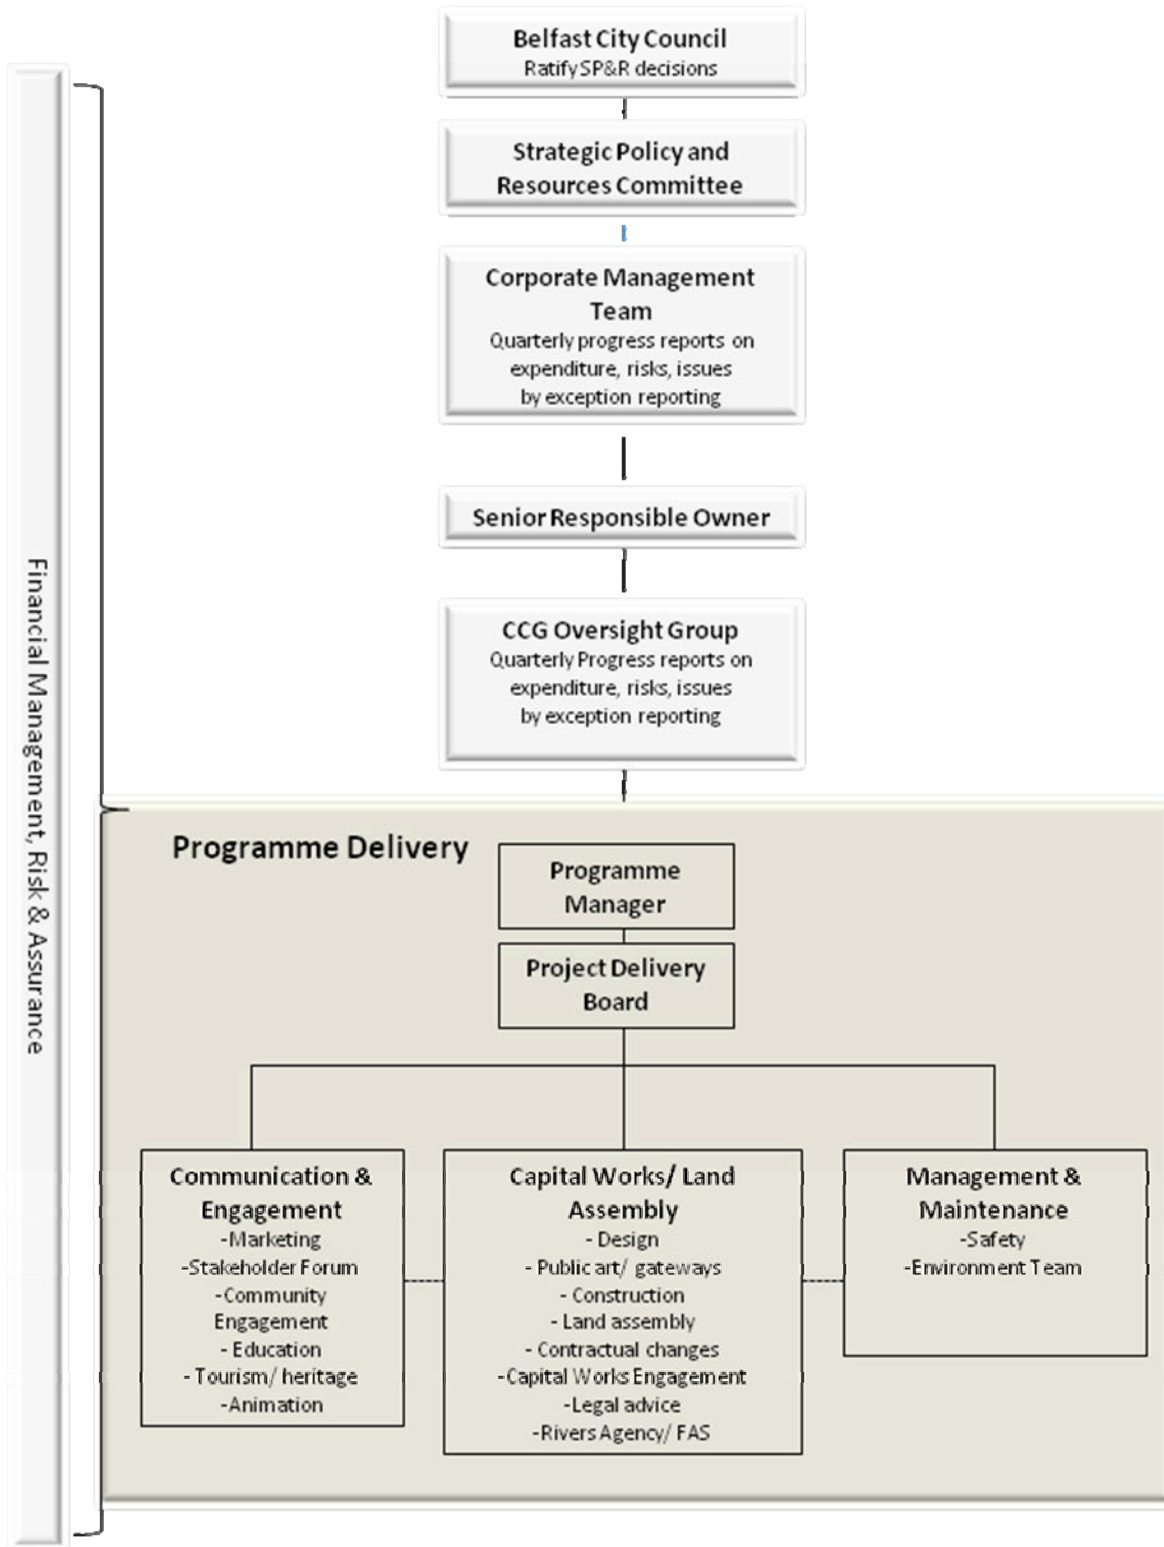 Belfast City Council
Ratify SP&R decisions
Strategic Policy and
Resources Committee
Corporate Management
Team
Quarterly progress reports on
expenditure, risks, issues
by exception reporting
Senior Responsible Owner
CCG Oversight Group
Quarterly Progress reports on
expenditure, risks, issues
by exception reporting
Financial Management, Risk & Assurance
Programme Delivery
Programme
Manager
Project Delivery
Board
Communication &
Engagement
-Marketing
-Stakeholder Forum
-Community
Engagement
- Education
- Tourism/ heritage
-Animation
Capital Works/ Land
Assembly
- Design
- Public art/ gateways
- Construction
- Land assembly
- Contractual changes
-Capital Works Engagement
-Legal advice
-Rivers Agency/ FAS
Management &
Maintenance
-Safety
-Environment Team